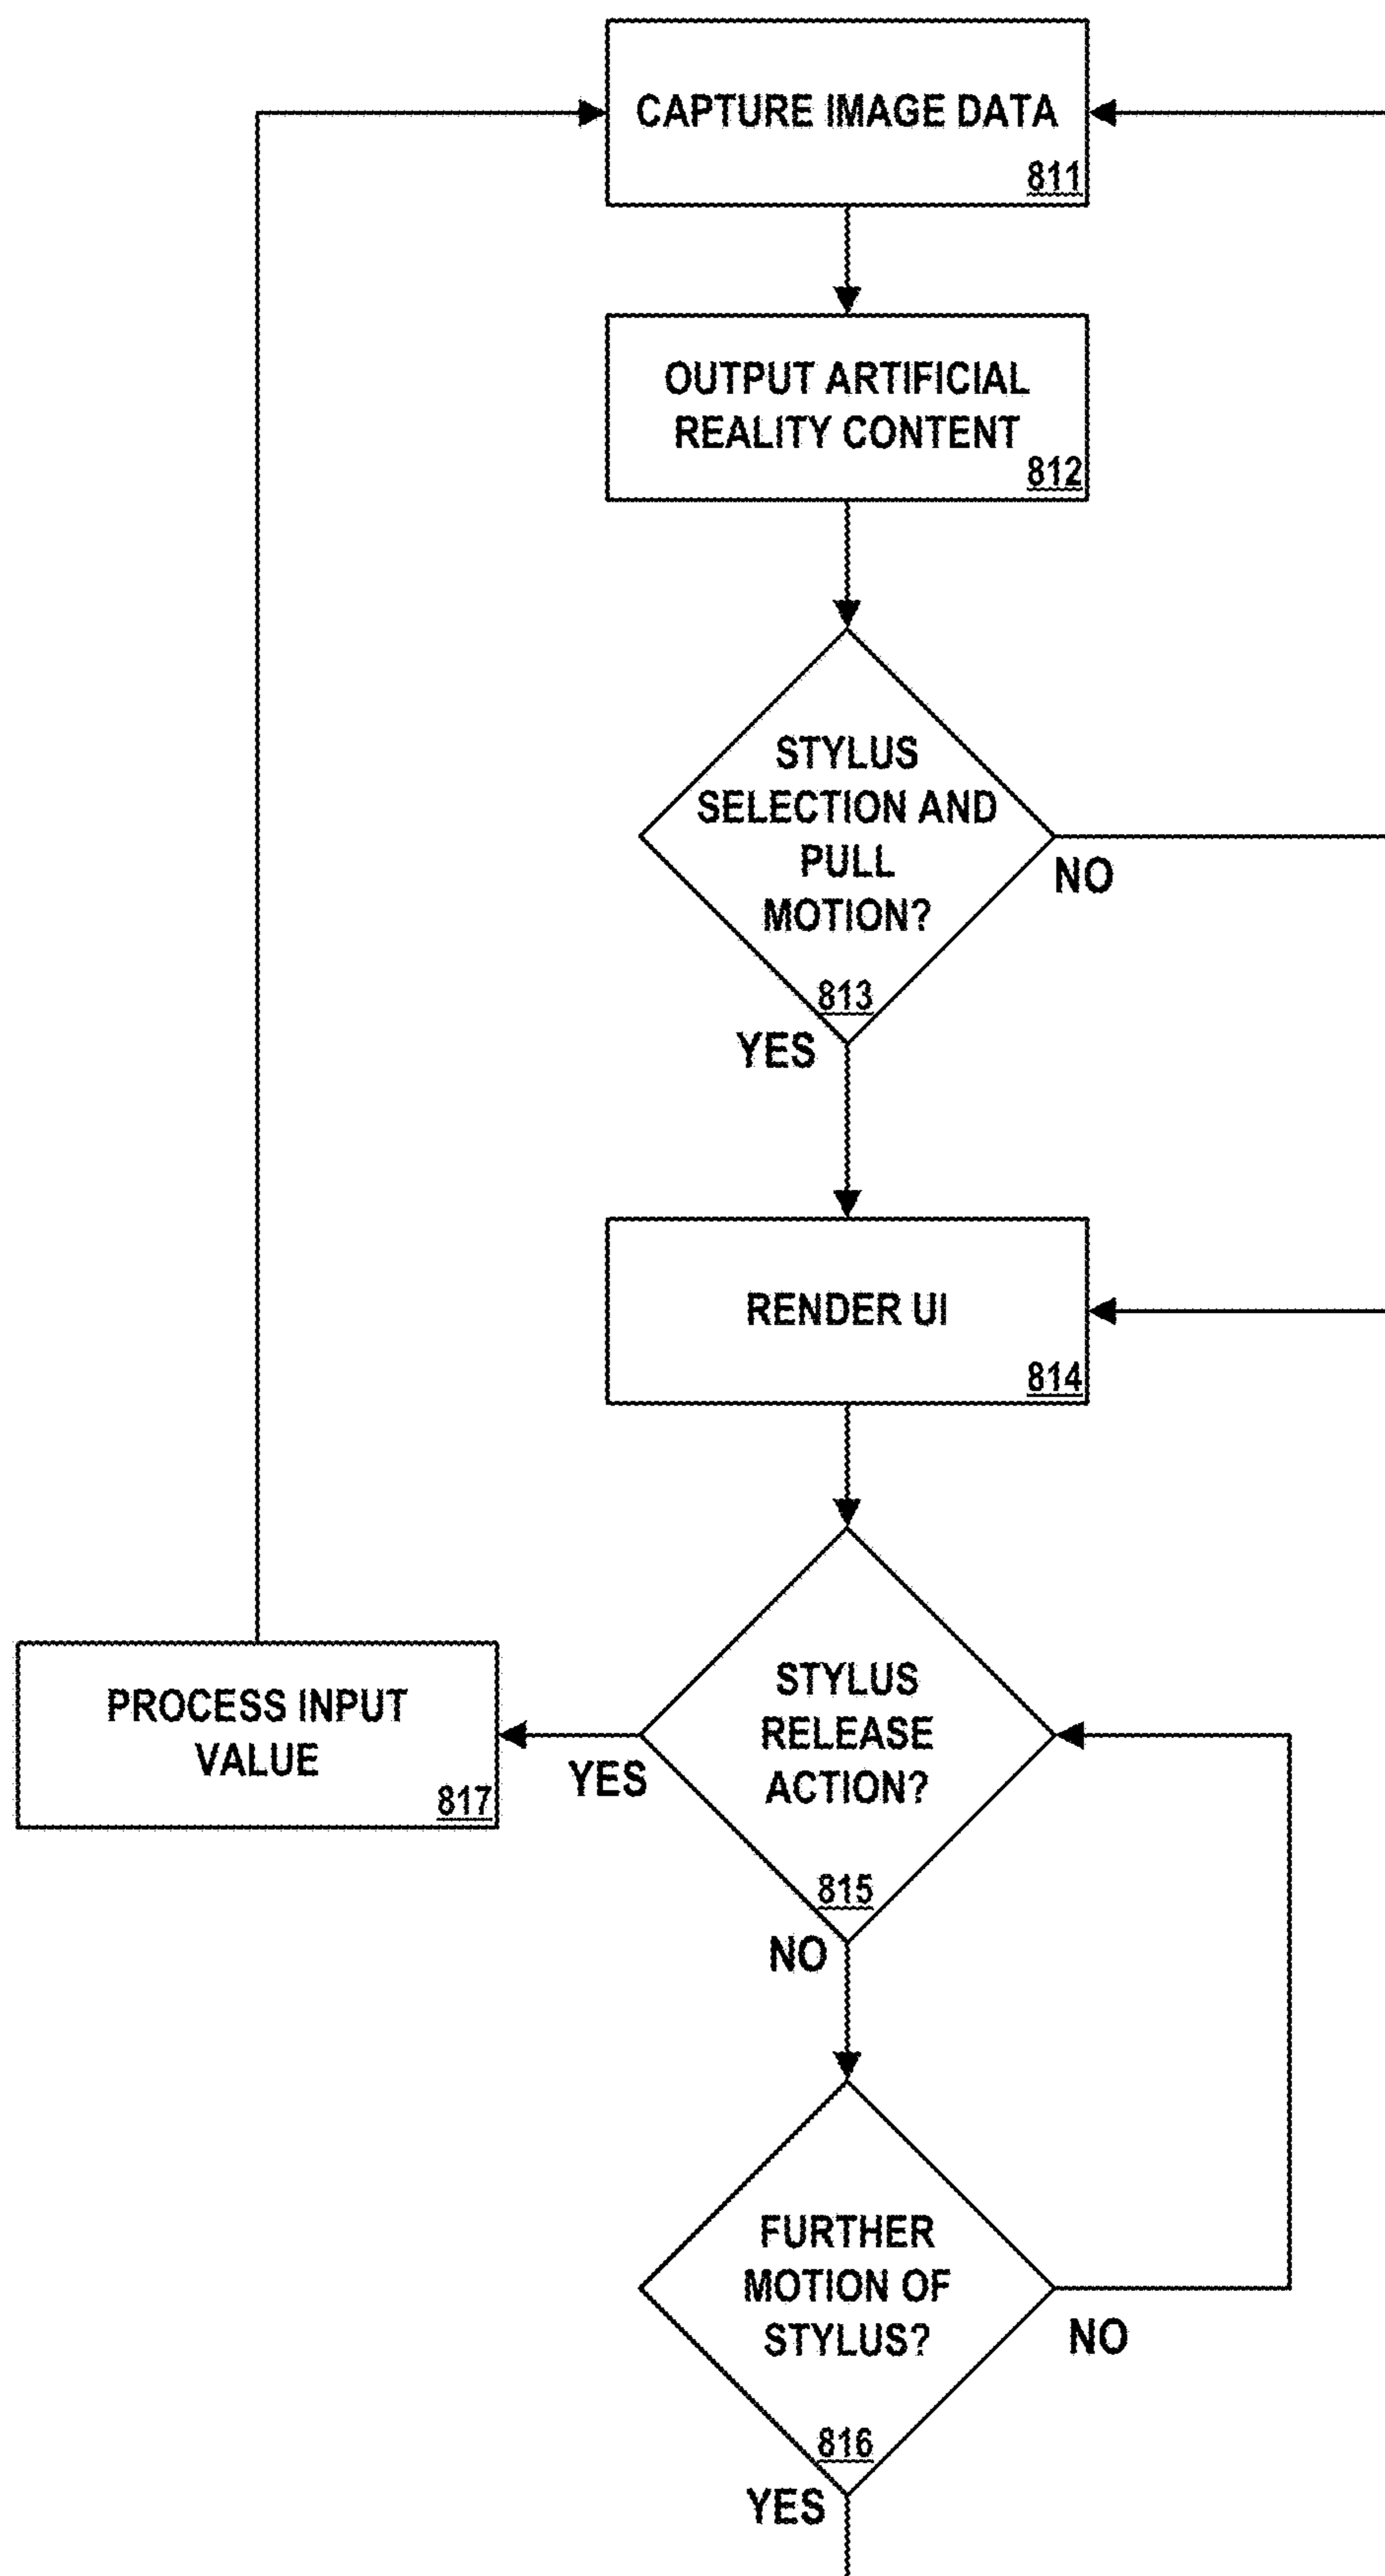 CAPTURE IMAGE DATA
811
OUTPUT ARTIFICIAL
REALITY CONTENT
812
STYLUS
SELECTION AND
PULL
MOTION?
813
NO
YES
RENDER UI
814
STYLUS
RELEASE
ACTION?
815
YES
NO
PROCESS INPUT
VALUE
817
FURTHER
MOTION OF
STYLUS?
816
NO
YES